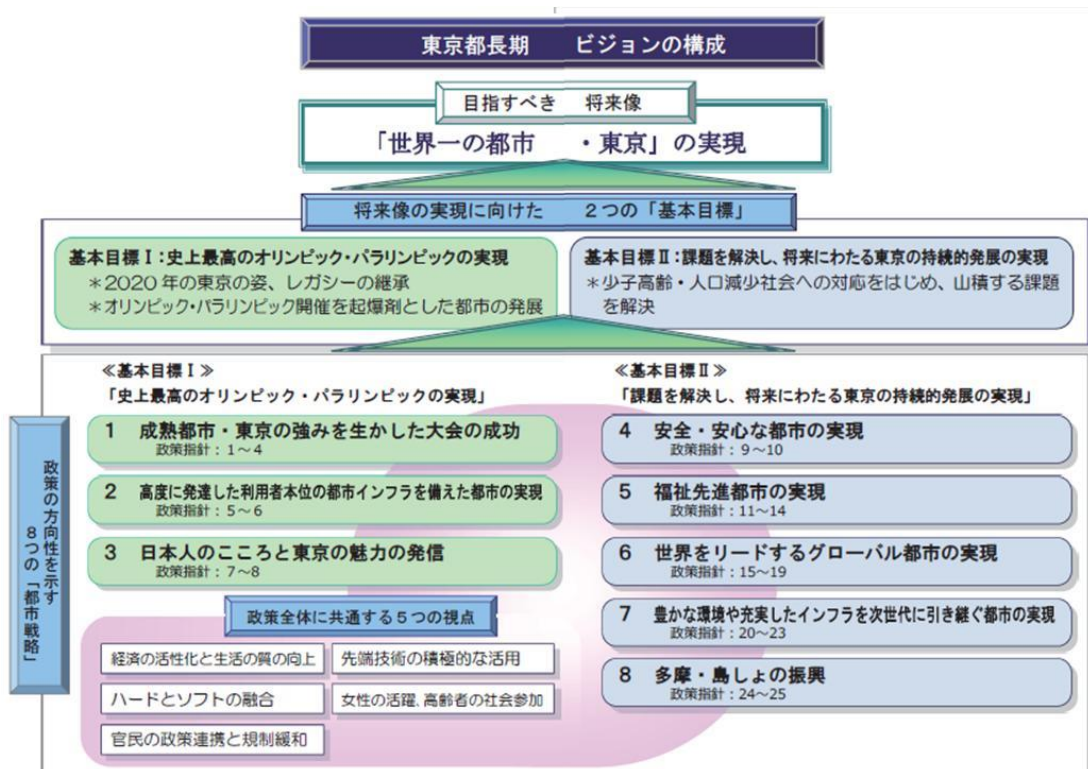 東京都長期 ビジョンの構成
目指すべき 将来像
「世界一の都市 ・東京」の実現
将来像の実現に向けた 2つの「基本目標」
基本目標Ⅰ:史上最高のオリンピック・パラリンピックの実現
＊2020年の東京の姿、レガシーの継承
＊オリンピック・パラリンピック開催を起爆剤とした都市の発展
基本目標Ⅱ:課題を解決し、将来にわたる東京の持続的発展の実現
＊少子高齢・人口減少社会への対応をはじめ、山積する課題
を解決
政策の方向性を示す
8つの「都市戦略」
≪基本目標Ⅰ≫
「史上最高のオリンピック・パラリンピックの実現」
1 成熟都市・東京の強みを生かした大会の成功
政策指針:1～4
2 高度に発達した利用者本位の都市インフラを備えた都市の実現
政策指針:5～6
3 日本人のこころと東京の魅力の発信
政策指針:7～8
≪基本目標Ⅱ≫
「課題を解決し、将来にわたる東京の持続的発展の実現」
4 安全・安心な都市の実現
政策指針:9～10
5 福祉先進都市の実現
政策指針:11～14
6 世界をリードするグローバル都市の実現
政策指針:15～19
7 豊かな環境や充実したインフラを次世代に引き継ぐ都市の実現
政策指針:20～23
8 多摩・島しょの振興
政策指針:24～25
政策全体に共通する5つの視点
経済の活性化と生活の質の向上
先端技術の積極的な活用
ハードとソフトの融合
女性の活躍、高齢者の社会参加
官民の政策連携と規制緩和